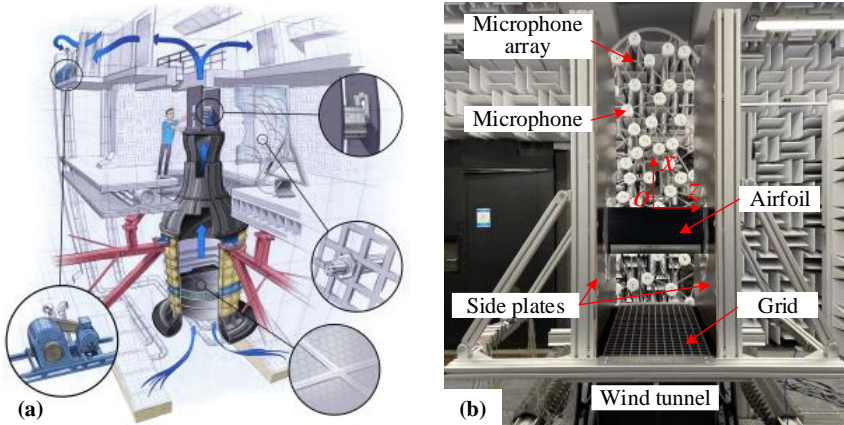 Microphone
array
Microphone
X
O
Z
Airfoil
Side plates
Grid
Wind tunnel
(a)
(b)